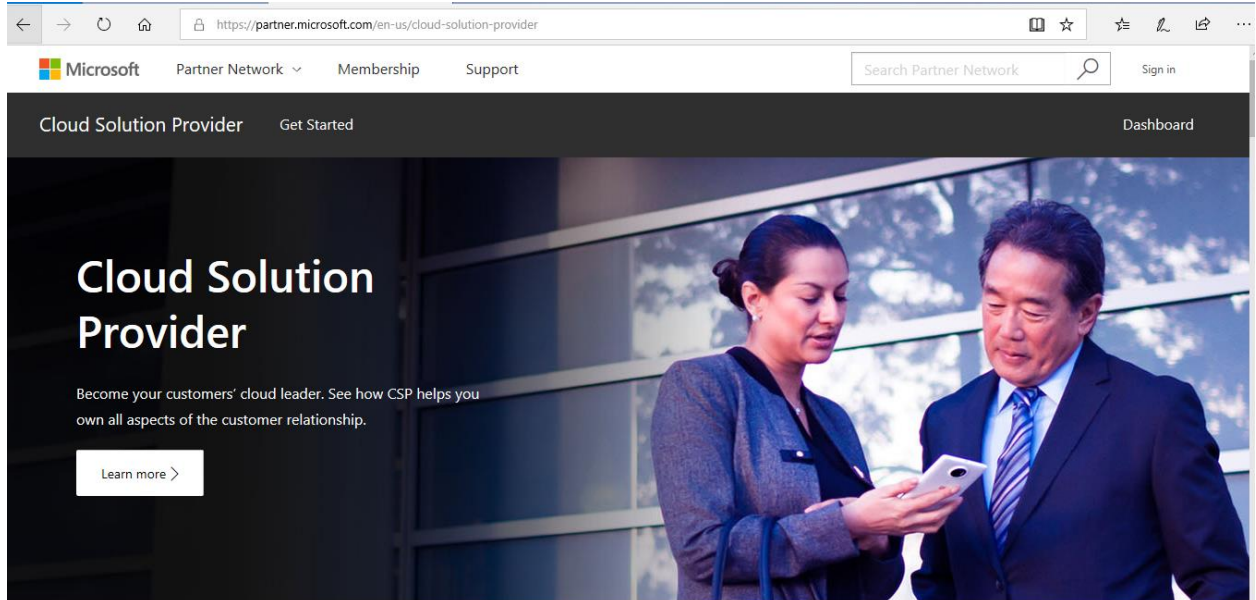 https://partner.microsoft.com/en-us/cloud-solution-provider
Microsoft Partner Network Membership Support Search Partner Network Sign in
Cloud Solution Provider Get Started Dashboard
Cloud Solution
Provider
Become your customers' cloud leader. See how CSP helps you
own all aspects of the customer relationship.
Learn more